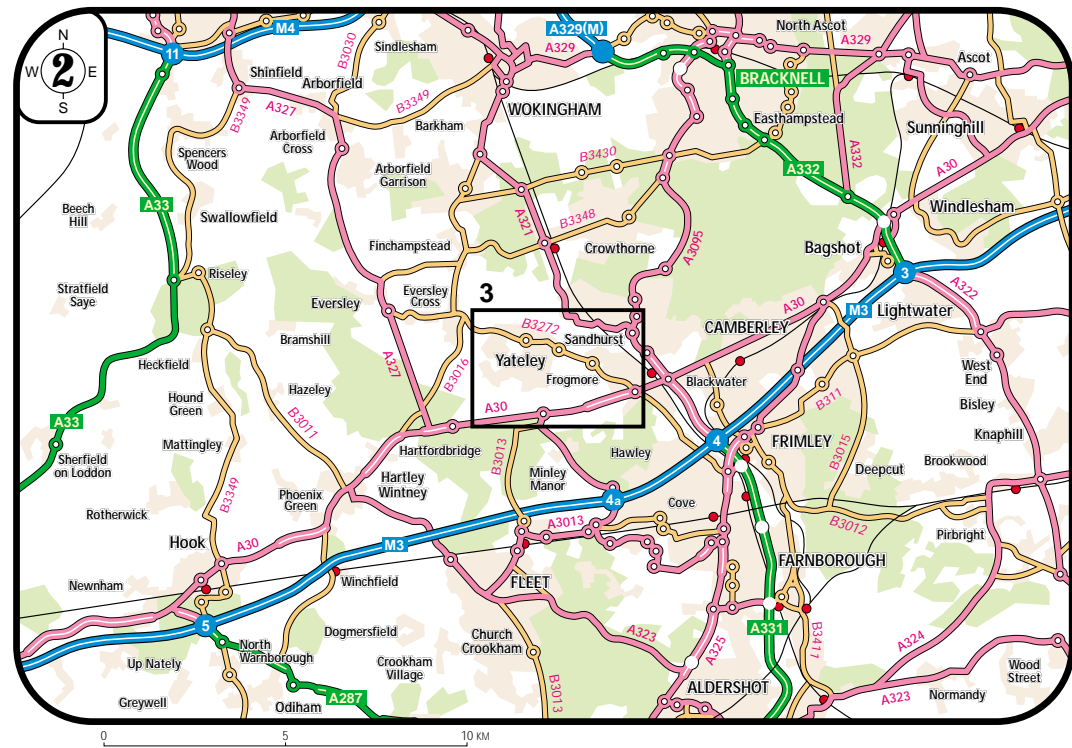 N
W 2 E
S
11
M4
B3030
Sindlesham
A329(M)
A329
North Ascot
A329
Ascot
Shinfield
Arborfield
B3349
A327
B3349
WOKINGHAM
BRACKNELL
Barkham
Easthampstead
Sunninghill
Arborfield
Cross
Spencers
Wood
B3430
A332
A332
A30
Arborfield
Garrison
A33
Beech
Hill
Swallowfield
A321
B3348
Windlesham
Finchampstead
Crowthorne
A3095
Bagshot
Riseley
3
A322
Stratfield
Saye
Eversley
Eversley
Cross
3
A30
M3
Lightwater
B3272
Sandhurst
CAMBERLEY
Bramshill
Yateley
Heckfield
A327
B3016
Frogmore
Blackwater
West
End
Hazeley
Hound
Green
A30
B311
Bisley
A33
B3011
Mattingley
4
FRIMLEY
Knaphill
Hartfordbridge
B3013
Hawley
B3015
Sherfield
on Loddon
Hartley
Wintney
Minley
Manor
Deepcut
Brookwood
B3349
Phoenix
Green
4a
Cove
Rotherwick
A3013
B3012
Pirbright
Hook
A30
M3
FARNBOROUGH
Newnham
Winchfield
FLEET
5
Dogmersfield
A323
A331
B3411
Church
Crookham
A325
A324
North
Warnborough
Up Nately
Crookham
Village
Wood
Street
B3013
ALDERSHOT
A323
Normandy
Greywell
A287
Odiham
0 5 10 KM